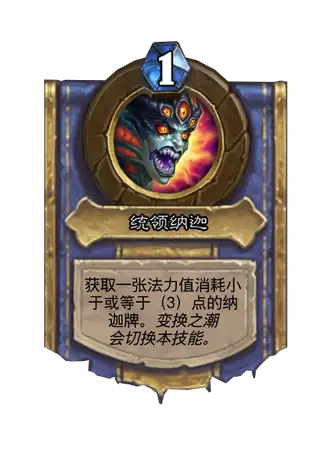 1
统领纳迦
获取一张法力值消耗小
于或等于（3）点的纳
迦牌。变换之潮
会切换本技能。